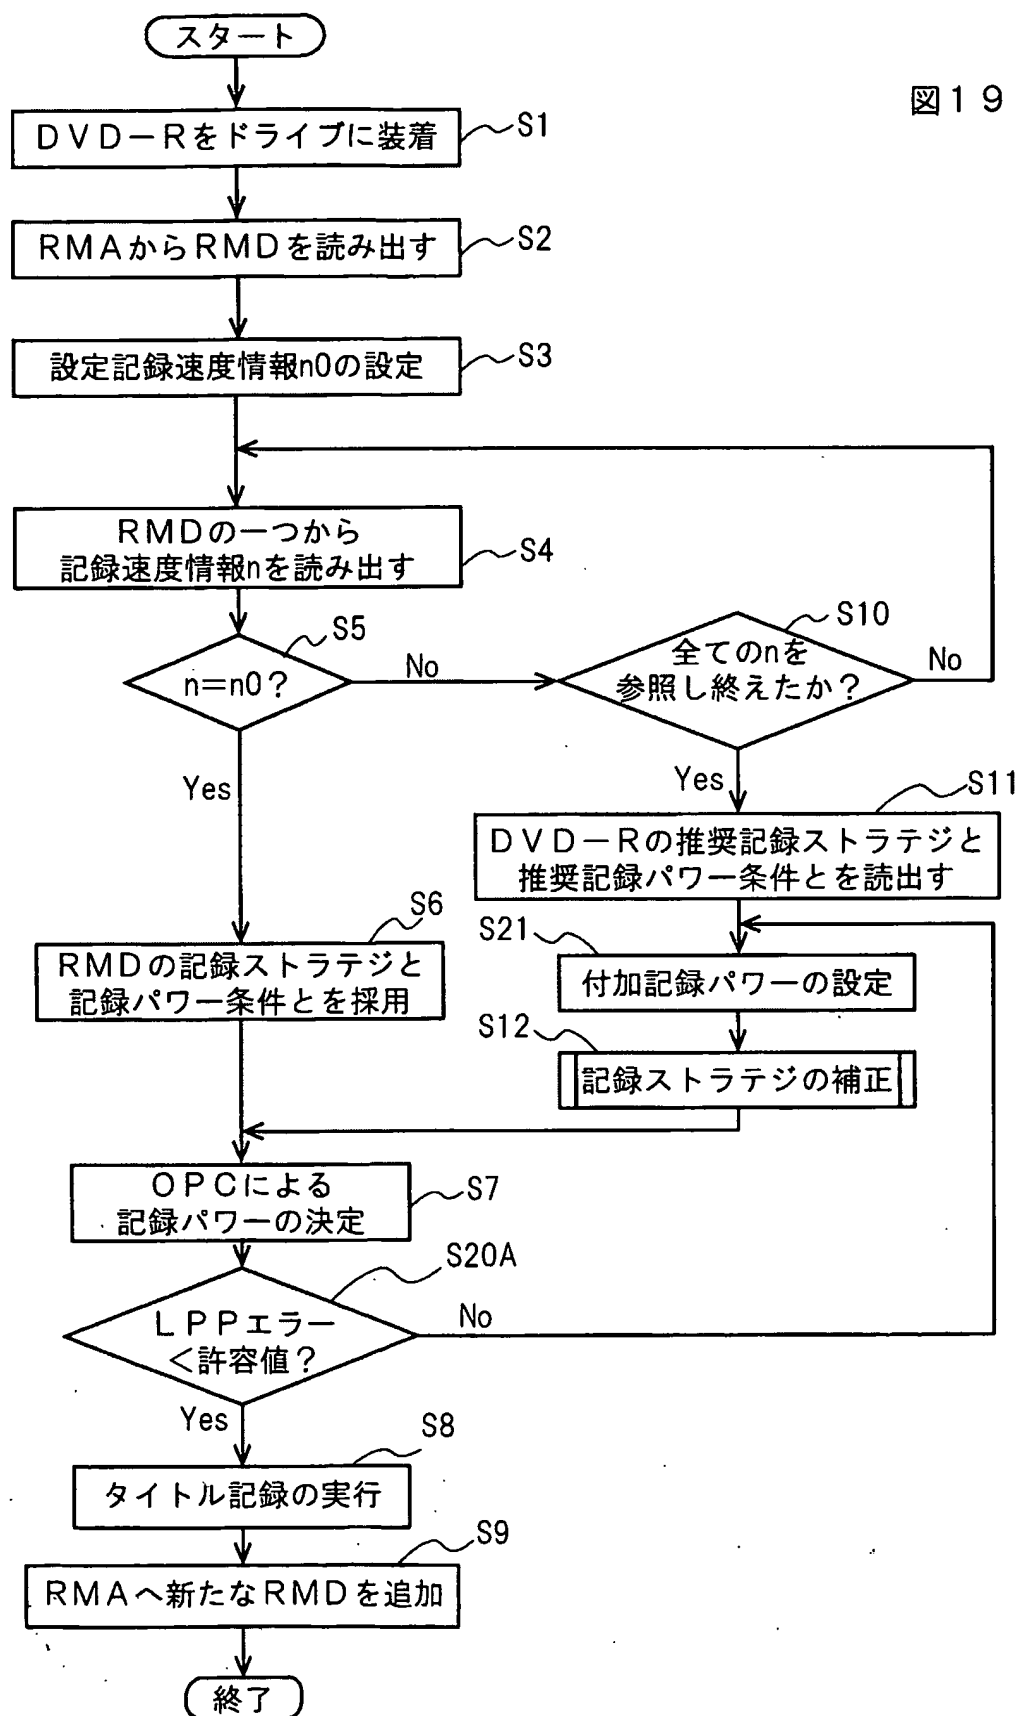 スタート
図19
DVD-Rをドライブに装着
S1
RMAからRMDを読み出す
S2
設定記録速度情報n0の設定
S3
RMDの一つから
記録速度情報nを読み出す
S4
S5
n=n0?
No
S10
全てのnを
参照し終えたか?
No
Yes
Yes
S11
DVD-Rの推奨記録ストラテジと
推奨記録パワー条件とを読出す
S6
RMDの記録ストラテジと
記録パワー条件とを採用
S21
付加記録パワーの設定
S12
記録ストラテジの補正
OPCによる
記録パワーの決定
S7
S20A
LPPエラー
<許容値?
No
Yes
S8
タイトル記録の実行
S9
RMAへ新たなRMDを追加
終了